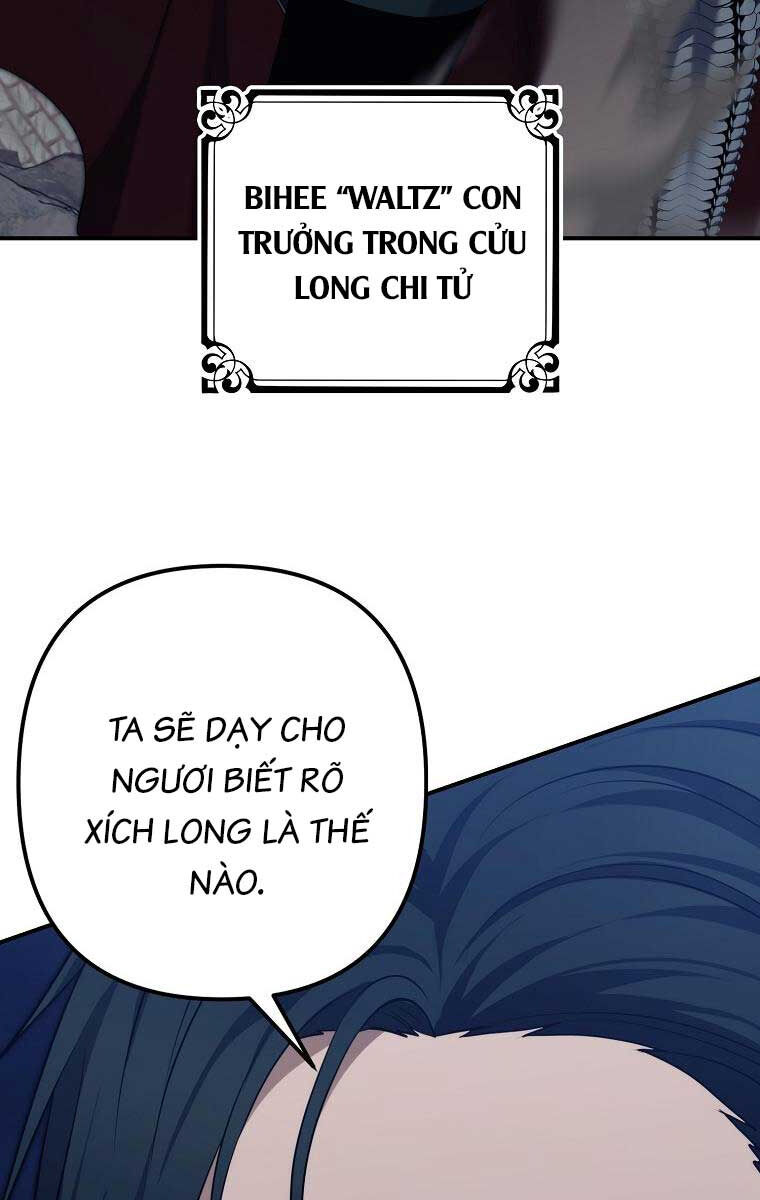 BIHEE “WALTZ” CON
TRƯỞNG TRONG CỬU
LONG CHI TỬ
TA SẼ DẠY CHO
NGƯƠI BIẾT RÕ
XÍCH LONG LÀ THẾ
NÀO.